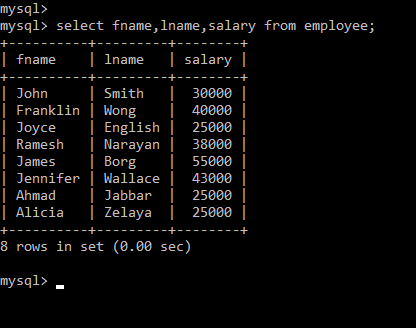 mysql>
mysql> select fname,lname,salary from employee;
+----------+---------+--------+
| fname    | lname   | salary |
+----------+---------+--------+
| John     | Smith   |  30000 |
| Franklin | Wong    |  40000 |
| Joyce    | English |  25000 |
| Ramesh   | Narayan |  38000 |
| James    | Borg    |  55000 |
| Jennifer | Wallace |  43000 |
| Ahmad    | Jabbar  |  25000 |
| Alicia   | Zelaya  |  25000 |
+----------+---------+--------+
8 rows in set (0.00 sec)
mysql> _